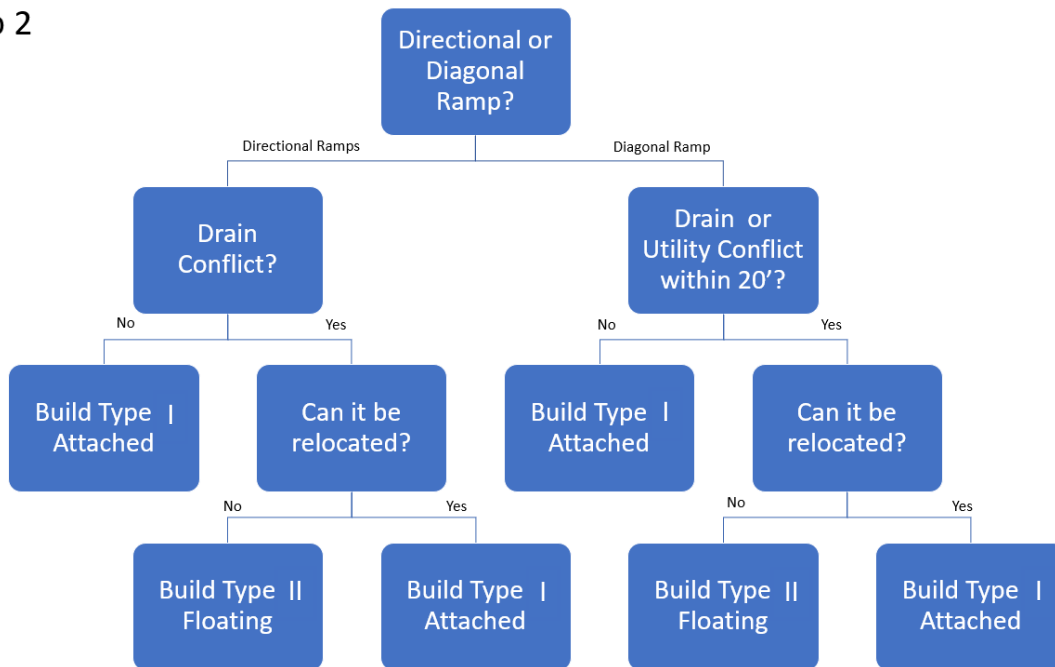 2
Directional or
Diagonal
Ramp?
Directional Ramps
Diagonal Ramp
Drain
Conflict?
Drain or
Utility Conflict
within 20'?
No
Yes
No
Yes
Build Type I
Attached
Can it be
relocated?
Build Type I
Attached
Can it be
relocated?
No
Yes
No
Yes
Build Type II
Floating
Build Type I
Attached
Build Type II
Floating
Build Type I
Attached